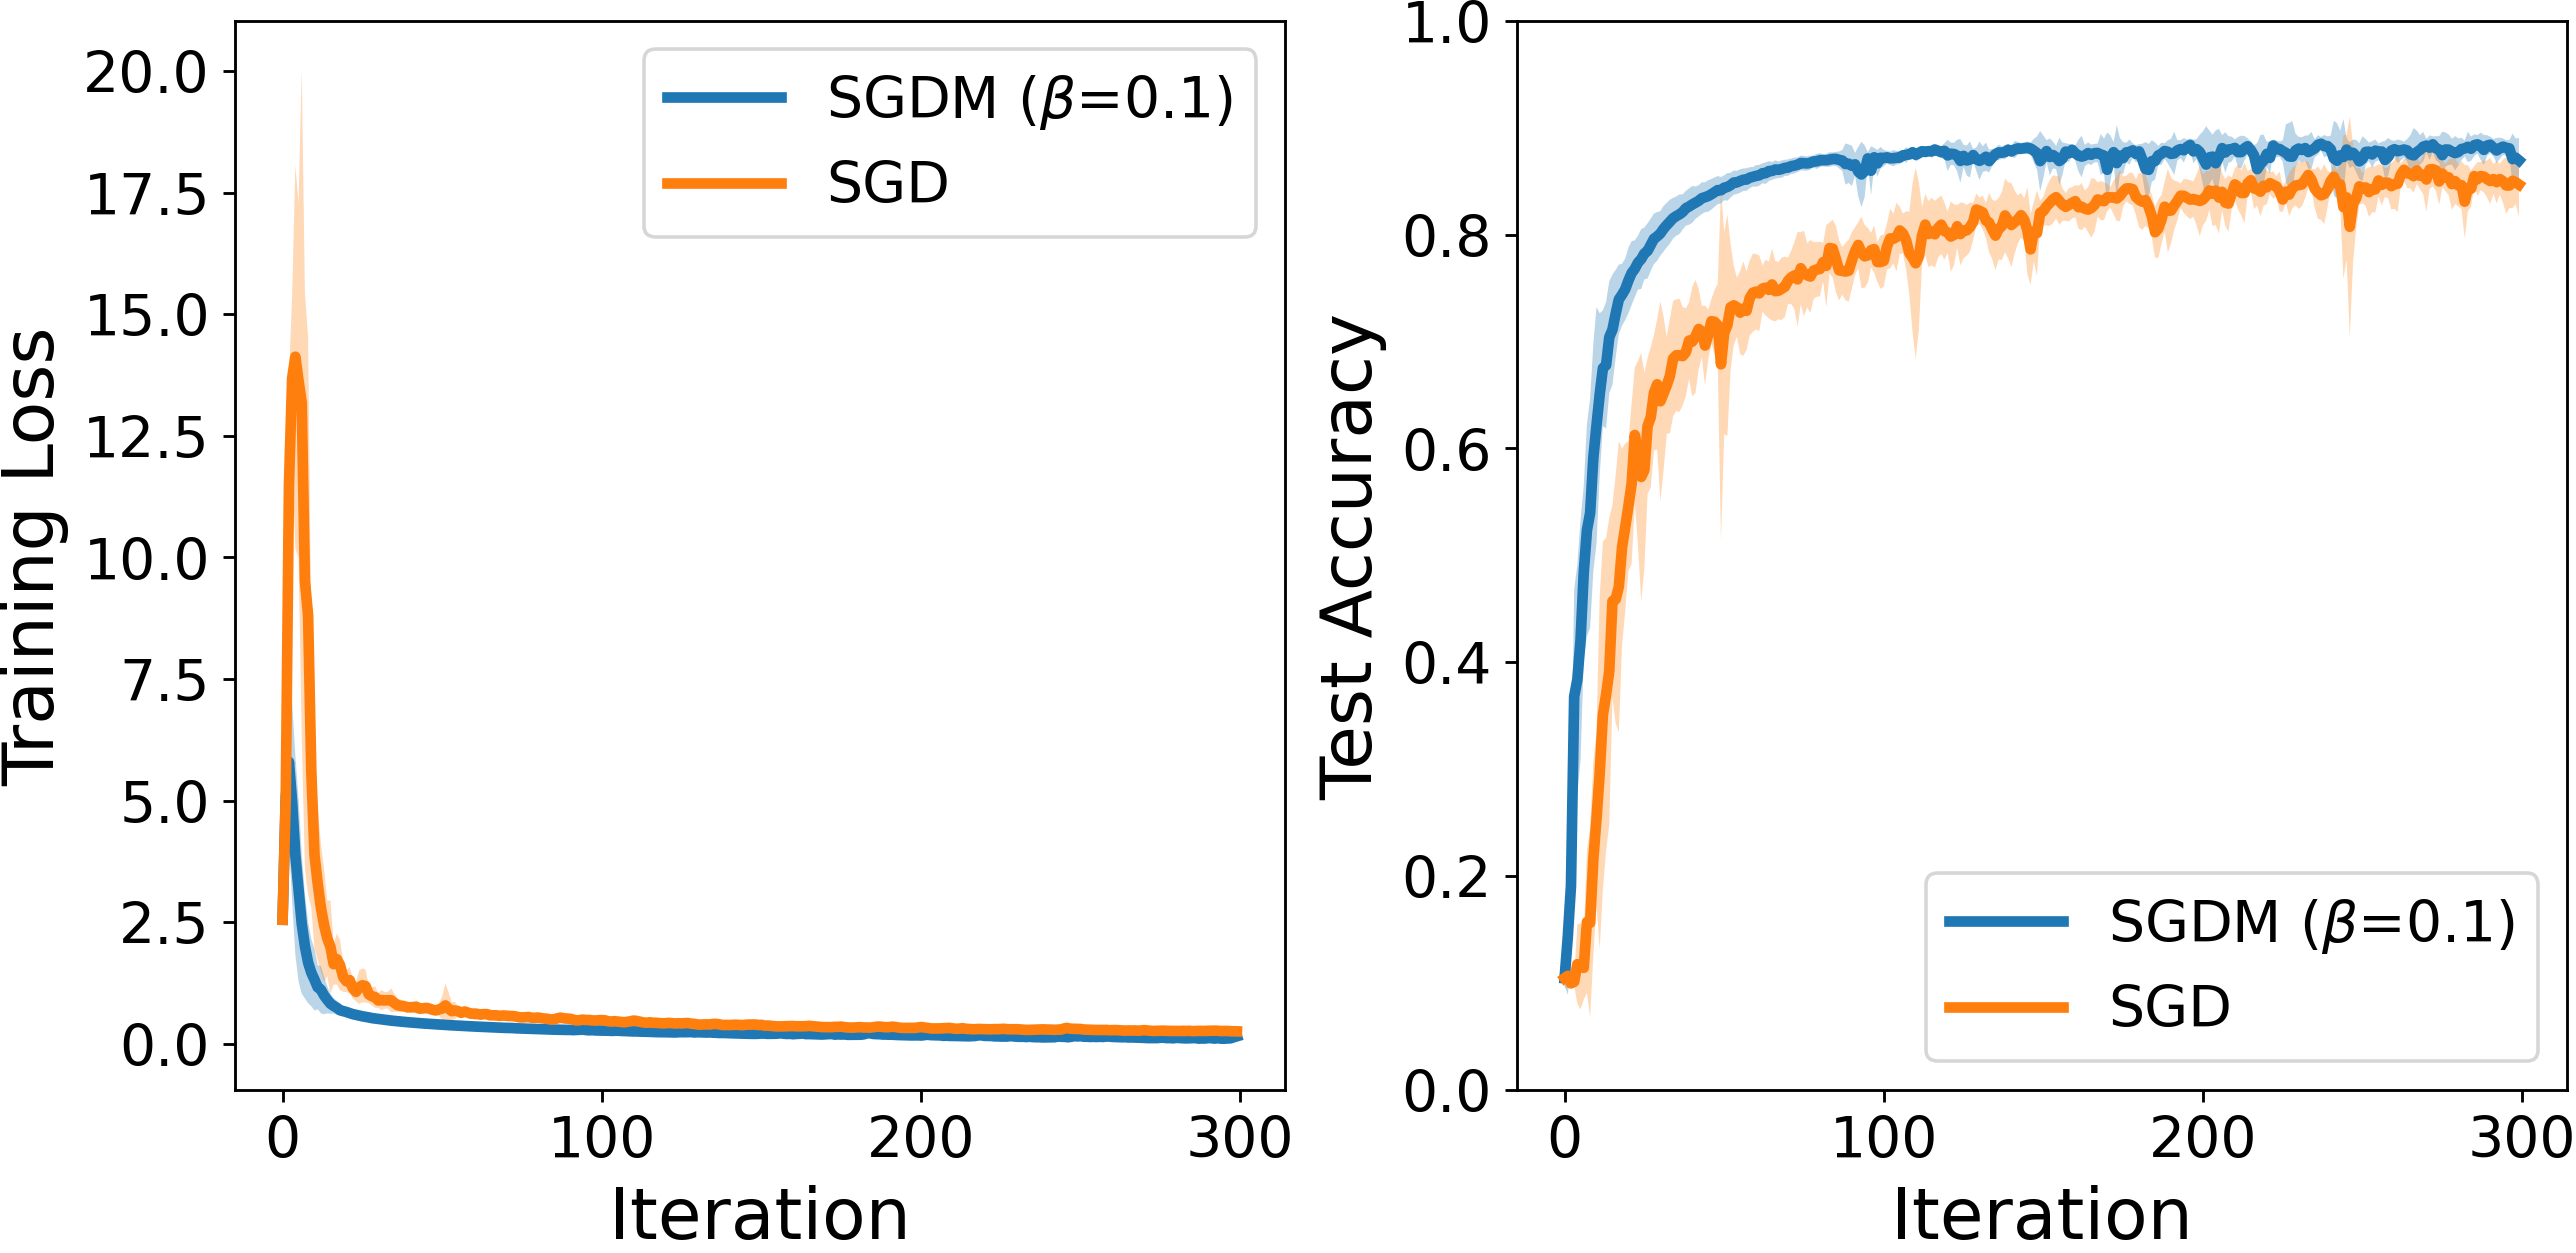 20.0
17.5
15.0
12.5
10.0
7.5
5.0
2.5
0.0
Training Loss
0 100 200 300
Iteration
SGDM (β=0.1)
SGD
1.0
0.8
0.6
0.4
0.2
0.0
Test Accuracy
0 100 200 300
Iteration
SGDM (β=0.1)
SGD